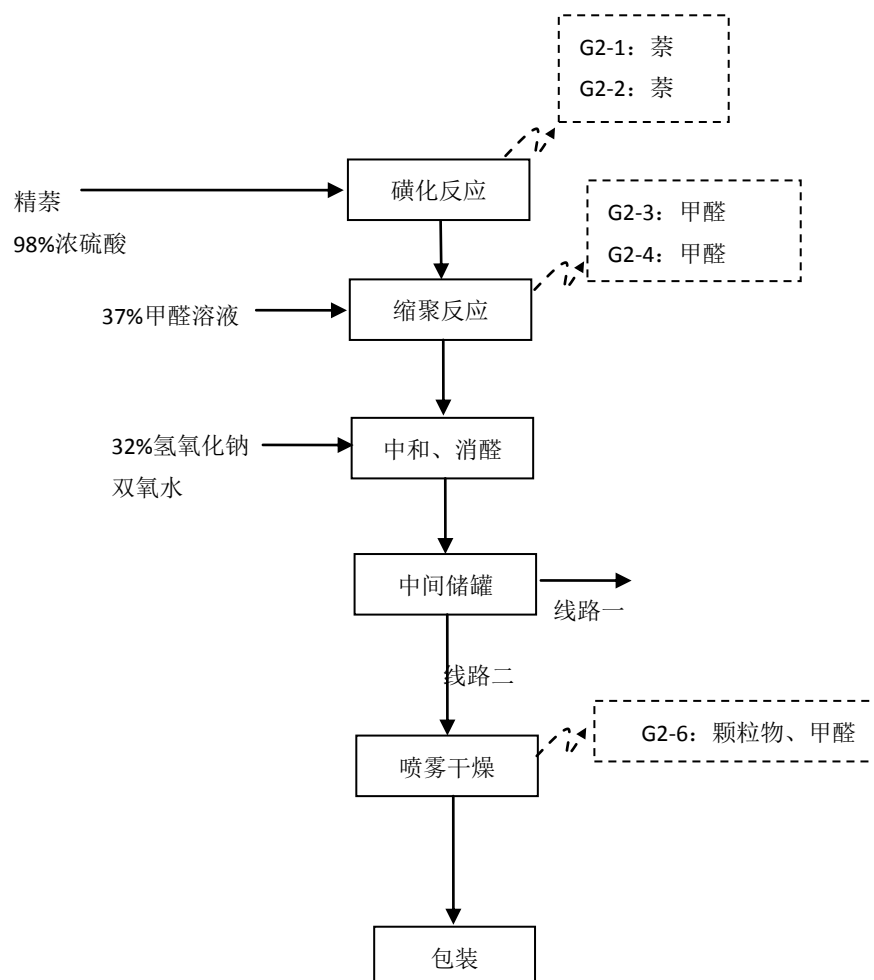 G2-1：萘
G2-2：萘
磺化反应
精萘
98%浓硫酸
G2-3：甲醛
G2-4：甲醛
缩聚反应
37%甲醛溶液
中和、消醛
32%氢氧化钠
双氧水
中间储罐
线路一
线路二
G2-6：颗粒物、甲醛
喷雾干燥
包装